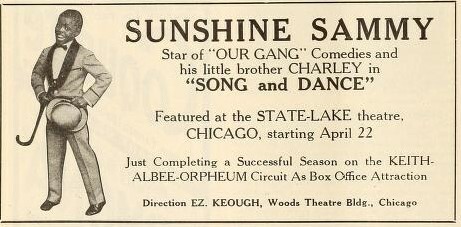 SUNSHINE SAMMY
Star of "OUR GANG" Comedies and
his little brother CHARLEY in
"SONG and DANCE"
Featured at the STATE-LAKE theatre,
CHICAGO, starting April 22
Just Completing a Successful Season on the KEITH-
ALBEE-ORPHEUM Circuit As Box Office Attraction
Direction EZ. KEOUGH, Woods Theatre Bldg., Chicago